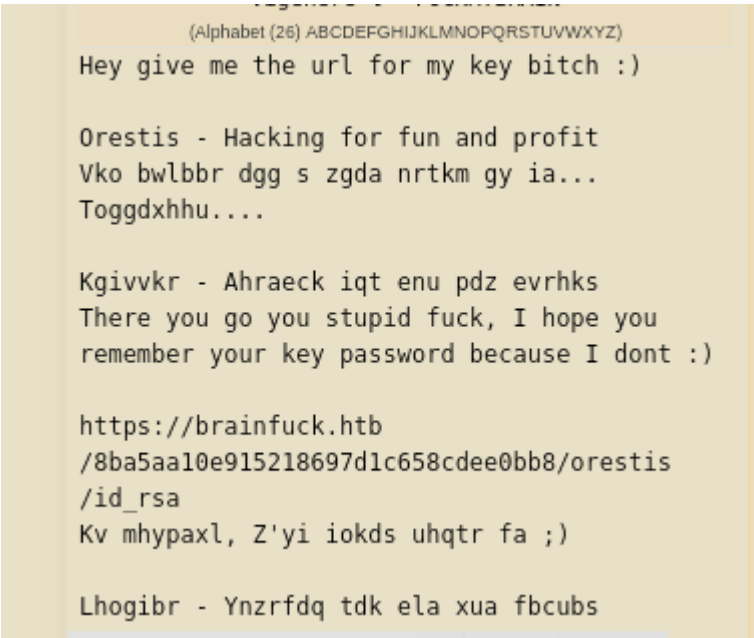 (Alphabet (26) ABCDEFGHIJKLMNOPQRSTUVWXYZ)
Hey give me the url for my key bitch :)
Orestis - Hacking for fun and profit
Vko bwlbbr dgg s zgda nrtkm gy ia...
Toggdxhhu....
Kgivvkr - Ahraeck iqt enu pdz evrhks
There you go you stupid fuck, I hope you
remember your key password because I dont :)
https://brainfuck.htb
/8ba5aa10e915218697d1c658cdee0bb8/orestis
/id_rsa
Kv mhypaxl, Z'yi iokds uhqtr fa ;)
Lhogibr - Ynzrfdq tdk ela xua fbcubs